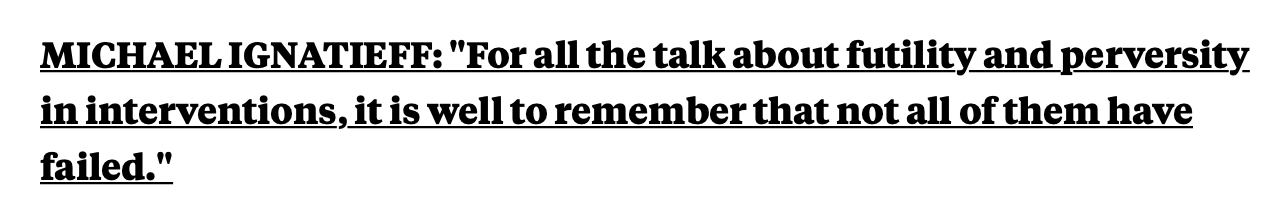 MICHAEL IGNATIEFF: "For all the talk about futility and perversity
in interventions, it is well to remember that not all of them have
failed."